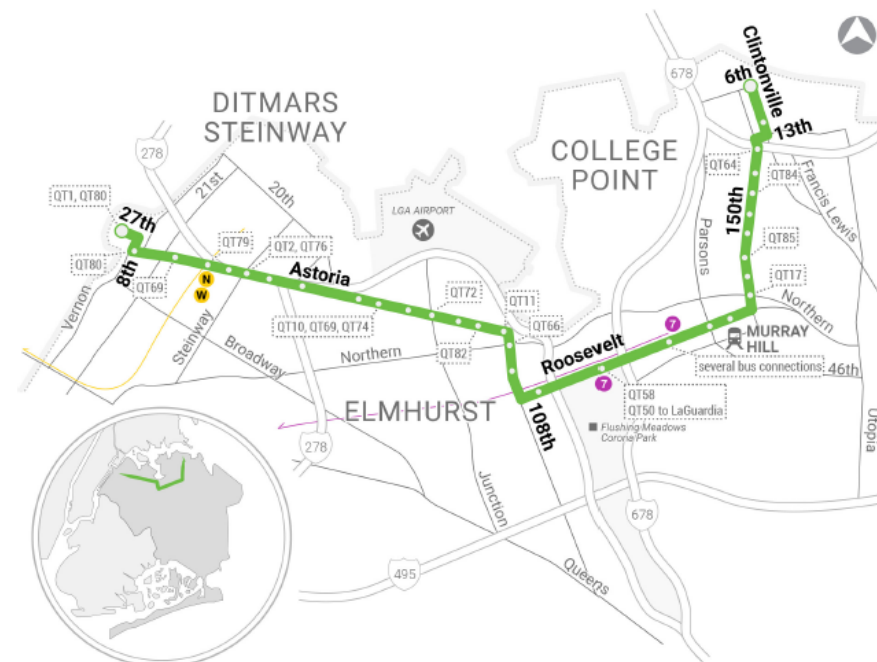 Clintonville
678
6th
DITMARS
STEINWAY
13th
278
COLLEGE
POINT
21st
20th
QT64
QT84
Francis Lewis
QT1, QT80
27th
LGA AIRPORT
150th
Parsons
QT79
QT2, QT76
QT85
QT80
8th
QT69
Astoria
N
W
QT72
QT11
QT17
Vernon
Steinway
Broadway
QT10, QT69, QT74
QT82
QT66
Northern
Northern
Roosevelt
7
MURRAY
HILL
several bus connections
46th
7
ELMHURST
QT58
QT50 to LaGuardia
108th
Flushing Meadows
Corona Park
Utopia
278
Junction
678
495
Queens